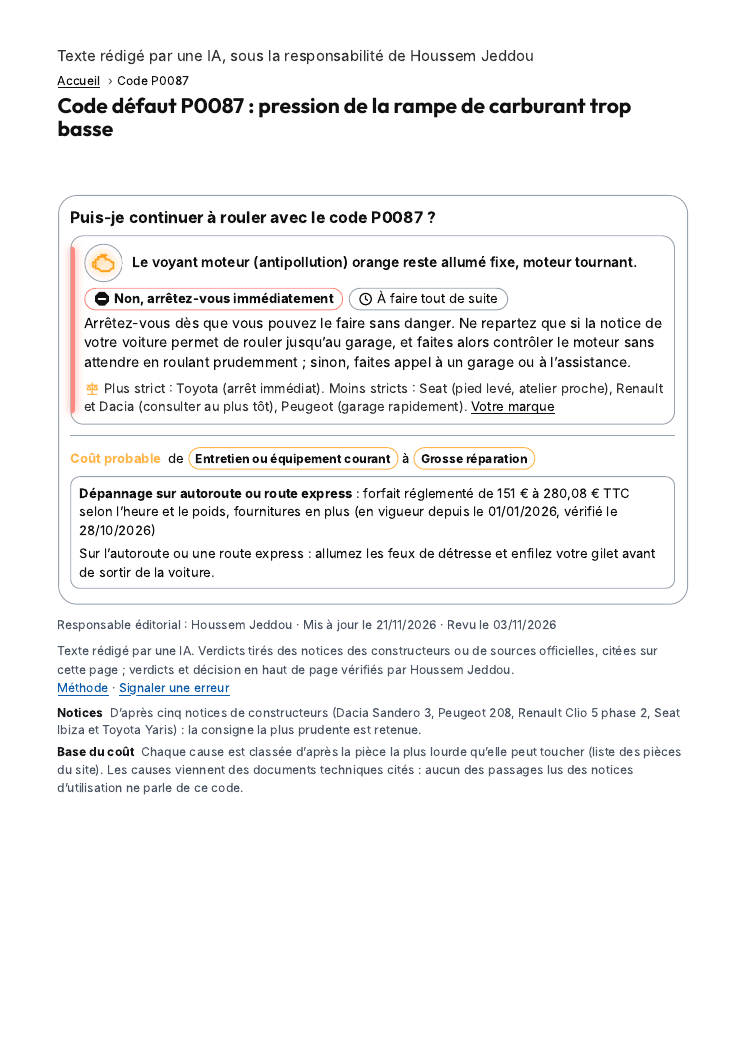 Texte rédigé par une IA, sous la responsabilité de Houssem Jeddou
Accueil › Code P0087
Code défaut P0087 : pression de la rampe de carburant trop
basse
Puis-je continuer à rouler avec le code P0087 ?
Le voyant moteur (antipollution) orange reste allumé fixe, moteur tournant.
Non, arrêtez-vous immédiatement À faire tout de suite
Arrêtez-vous dès que vous pouvez le faire sans danger. Ne repartez que si la notice de
votre voiture permet de rouler jusqu’au garage, et faites alors contrôler le moteur sans
attendre en roulant prudemment ; sinon, faites appel à un garage ou à l’assistance.
Plus strict : Toyota (arrêt immédiat). Moins stricts : Seat (pied levé, atelier proche), Renault
et Dacia (consulter au plus tôt), Peugeot (garage rapidement). Votre marque
Coût probable de Entretien ou équipement courant à Grosse réparation
Dépannage sur autoroute ou route express : forfait réglementé de 151 € à 280,08 € TTC
selon l’heure et le poids, fournitures en plus (en vigueur depuis le 01/01/2026, vérifié le
28/10/2026)
Sur l’autoroute ou une route express : allumez les feux de détresse et enfilez votre gilet avant
de sortir de la voiture.
Responsable éditorial : Houssem Jeddou · Mis à jour le 21/11/2026 · Revu le 03/11/2026
Texte rédigé par une IA. Verdicts tirés des notices des constructeurs ou de sources officielles, citées sur
cette page ; verdicts et décision en haut de page vérifiés par Houssem Jeddou.
Méthode · Signaler une erreur
Notices D’après cinq notices de constructeurs (Dacia Sandero 3, Peugeot 208, Renault Clio 5 phase 2, Seat
Ibiza et Toyota Yaris) : la consigne la plus prudente est retenue.
Base du coût Chaque cause est classée d’après la pièce la plus lourde qu’elle peut toucher (liste des pièces
du site). Les causes viennent des documents techniques cités : aucun des passages lus des notices
d’utilisation ne parle de ce code.